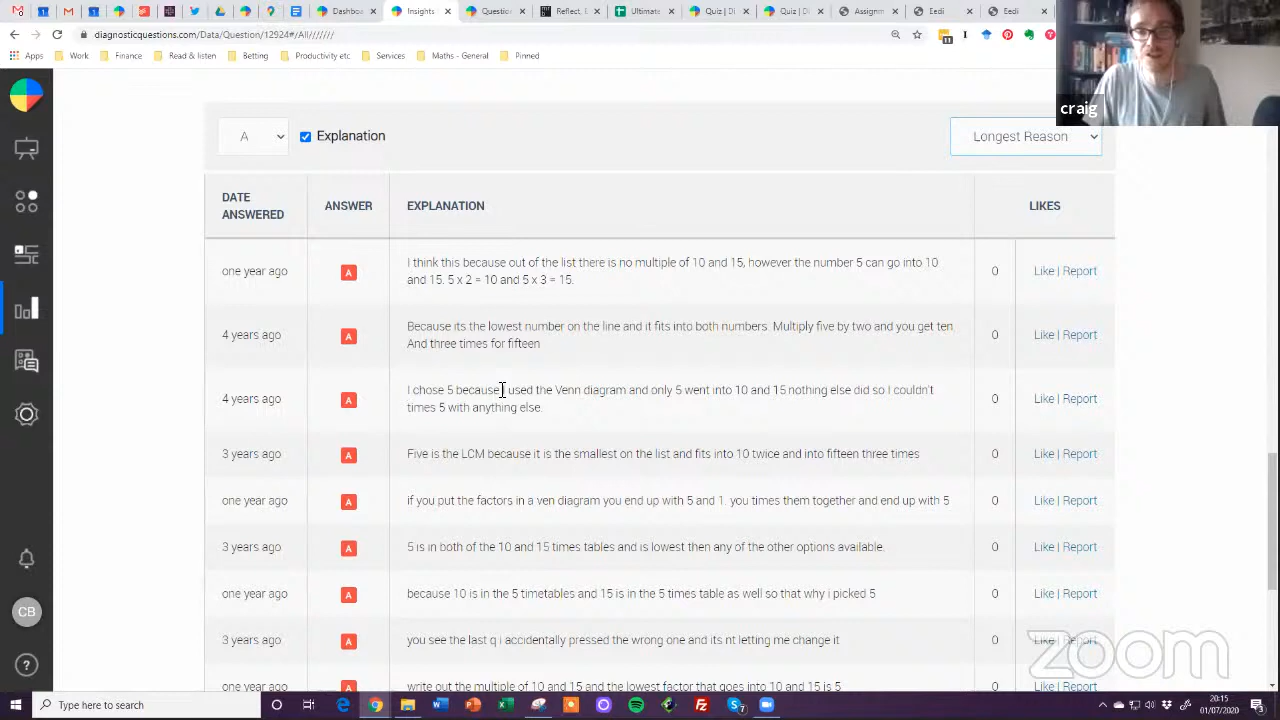 Dashbo
Insights
Question
Reflect, 
Ultimate
Quiz | Di
Quiz | Di
Assignm
Eedi
Eedi
diagnosticquestions.com/Data/Question/12924#/All///////
Apps
Work
Finance
Read & listen
Betting
Productivity etc
Services
Maths - General
Pinned
craig
A
Explanation
Longest Reason
DATE
ANSWERED
ANSWER
EXPLANATION
LIKES
one year ago
A
I think this because out of the list there is no multiple of 10 and 15, however the number 5 can go into 10
and 15. 5 x 2 = 10 and 5 x 3 = 15.
0
Like | Report
4 years ago
A
Because its the lowest number on the line and it fits into both numbers. Multiply five by two and you get ten
And three times for fifteen
0
Like | Report
4 years ago
A
I chose 5 because I used the Venn diagram and only 5 went into 10 and 15 nothing else did so I couldn't
times 5 with anything else.
0
Like | Report
3 years ago
A
Five is the LCM because it is the smallest on the list and fits into 10 twice and into fifteen three times
0
Like | Report
one year ago
A
if you put the factors in a ven diagram you end up with 5 and 1. you times them together and end up with 5
0
Like | Report
3 years ago
A
5 is in both of the 10 and 15 times tables and is lowest then any of the other options available.
0
Like | Report
one year ago
A
because 10 is in the 5 timetables and 15 is in the 5 times table as well so that why i picked 5
0
Like | Report
3 years ago
A
you see the last q i accidentally pressed the wrong one and its nt letting me change it
0
Like | Report
one year ago
A
write out the multiple of 10 and 15 and the lowest factor that goes into 10 and 15 is 5
0
Like | Report
CB
zoom
Type here to search
20:15
01/07/2020